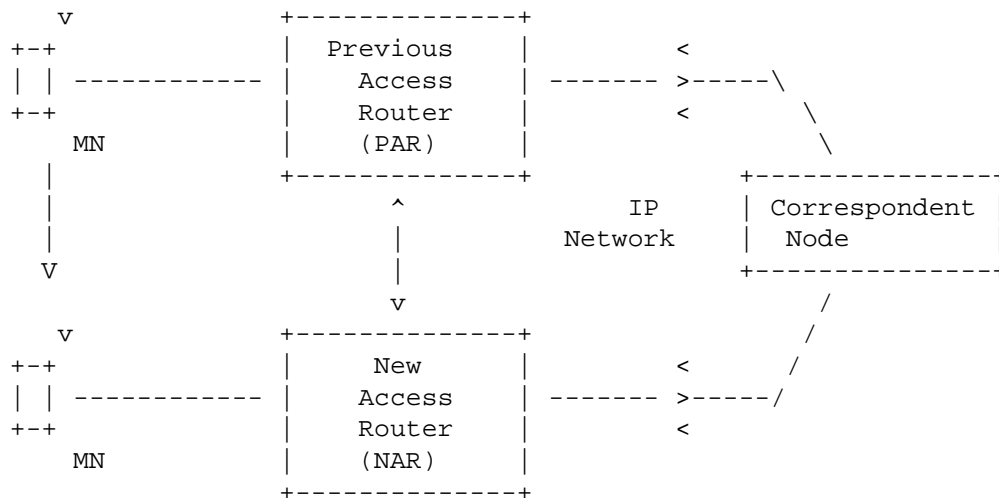 Previous
Access
Router
(PAR)
MN
IP
Network
Correspondent
Node
New
Access
Router
(NAR)
MN